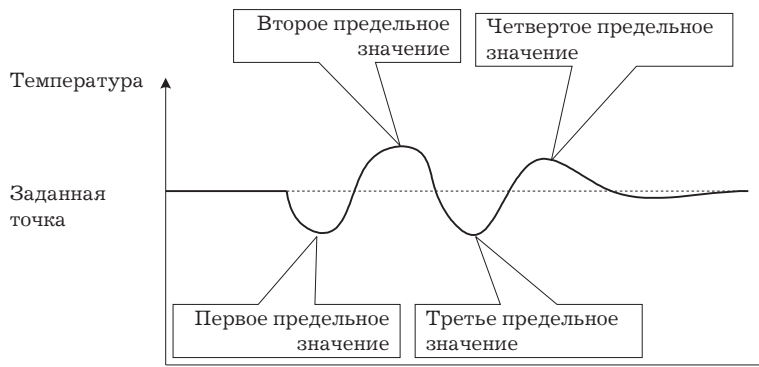 Второе предельное
значение
Четвертое предельное
значение
Температура
Заданная
точка
Первое предельное
значение
Третье предельное
значение